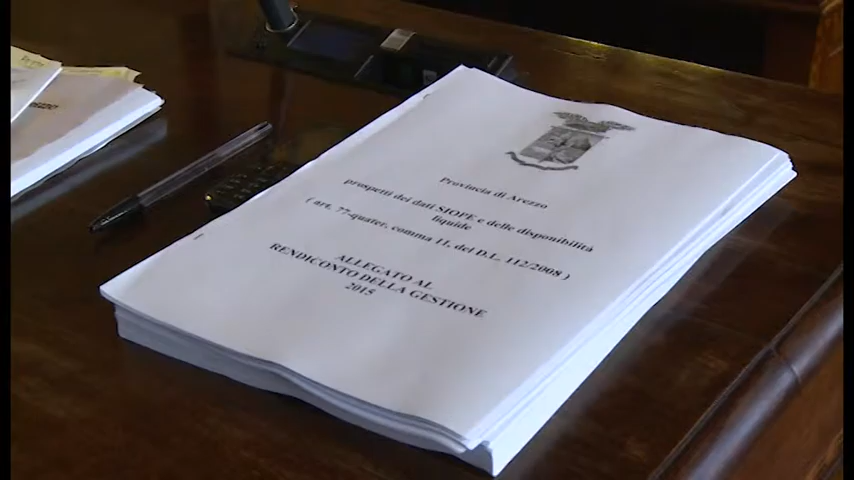 Provincia di Arezzo
prospetti dei dati SIOPE e delle disponibilità
liquide
( art. 77-quater, comma 11, del D.L. 112/2008 )
ALLEGATO AL
RENDICONTO DELLA GESTIONE
2015